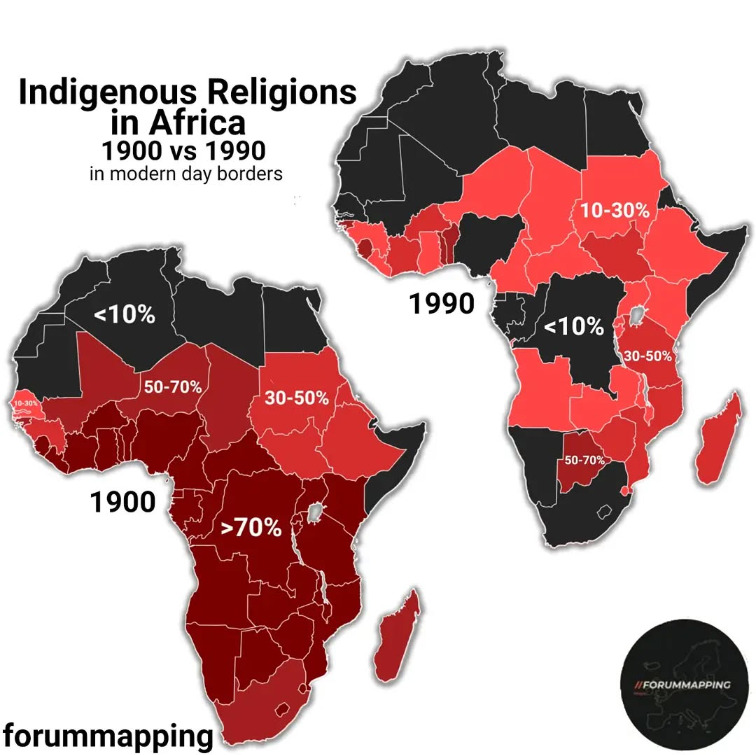 Indigenous Religions
in Africa
1900 vs 1990
in modern day borders
10-30%
1990
<10%
30-50%
50-70%
<10%
50-70%
10-30%
30-50%
1900
>70%
//FORUMMAPPING
forummapping